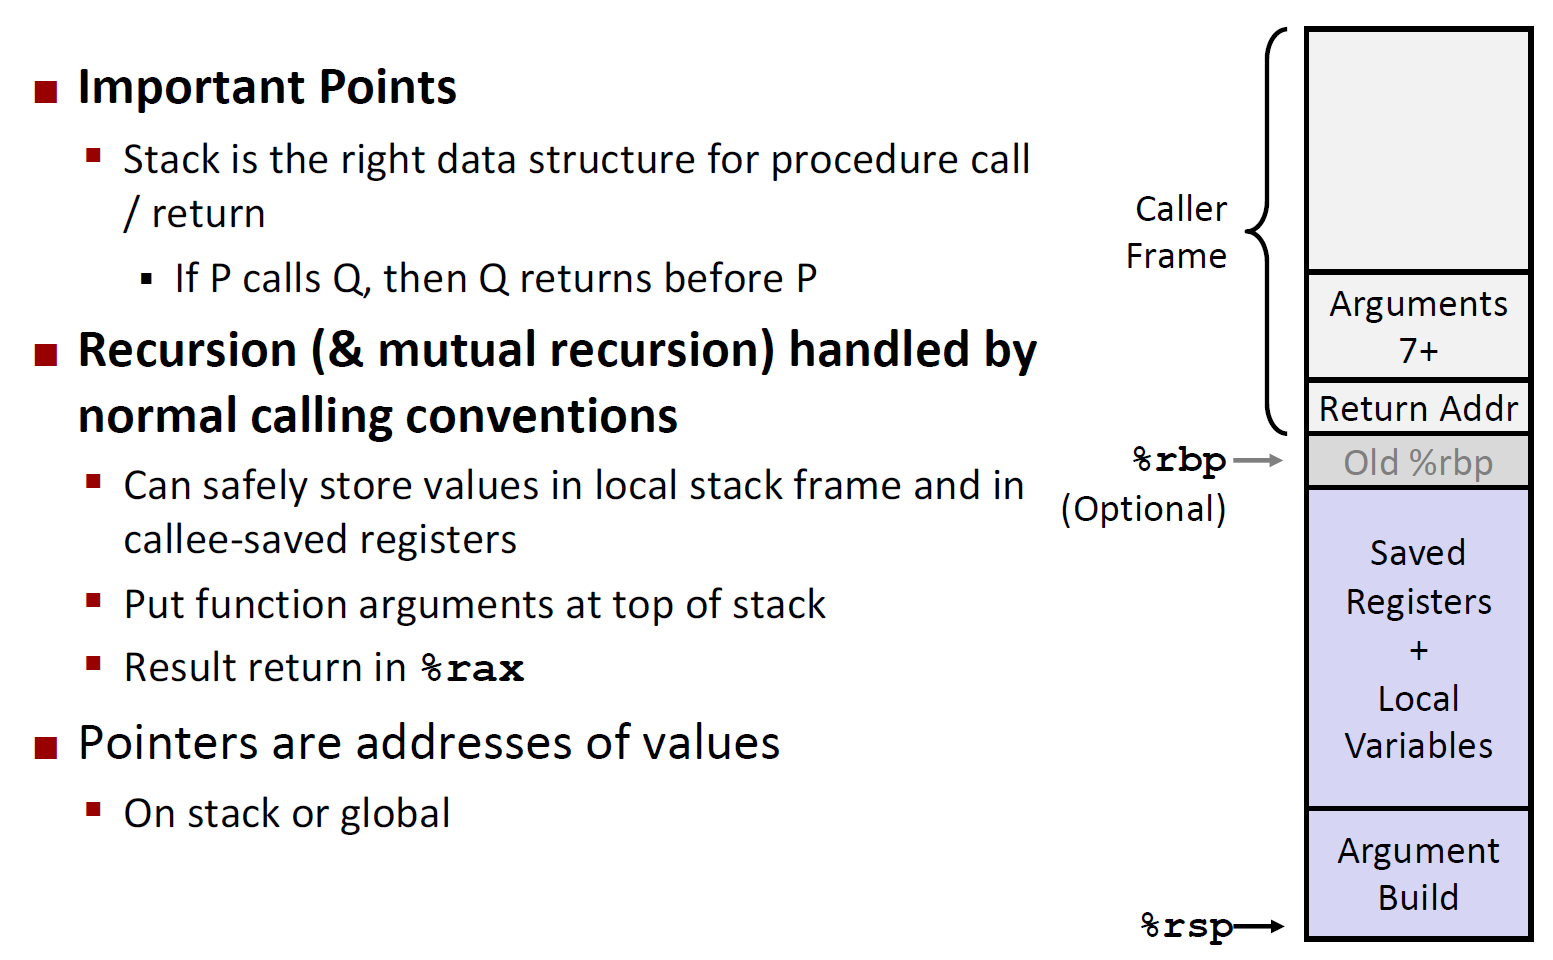 Important Points
Stack is the right data structure for procedure call
/ return
If P calls Q, then Q returns before P
Recursion (& mutual recursion) handled by
normal calling conventions
Can safely store values in local stack frame and in
callee-saved registers
Put function arguments at top of stack
Result return in %rax
Pointers are addresses of values
On stack or global
Caller
Frame
Arguments
7+
Return Addr
%rbp
(Optional)
Old %rbp
Saved
Registers
+
Local
Variables
Argument
Build
%rsp